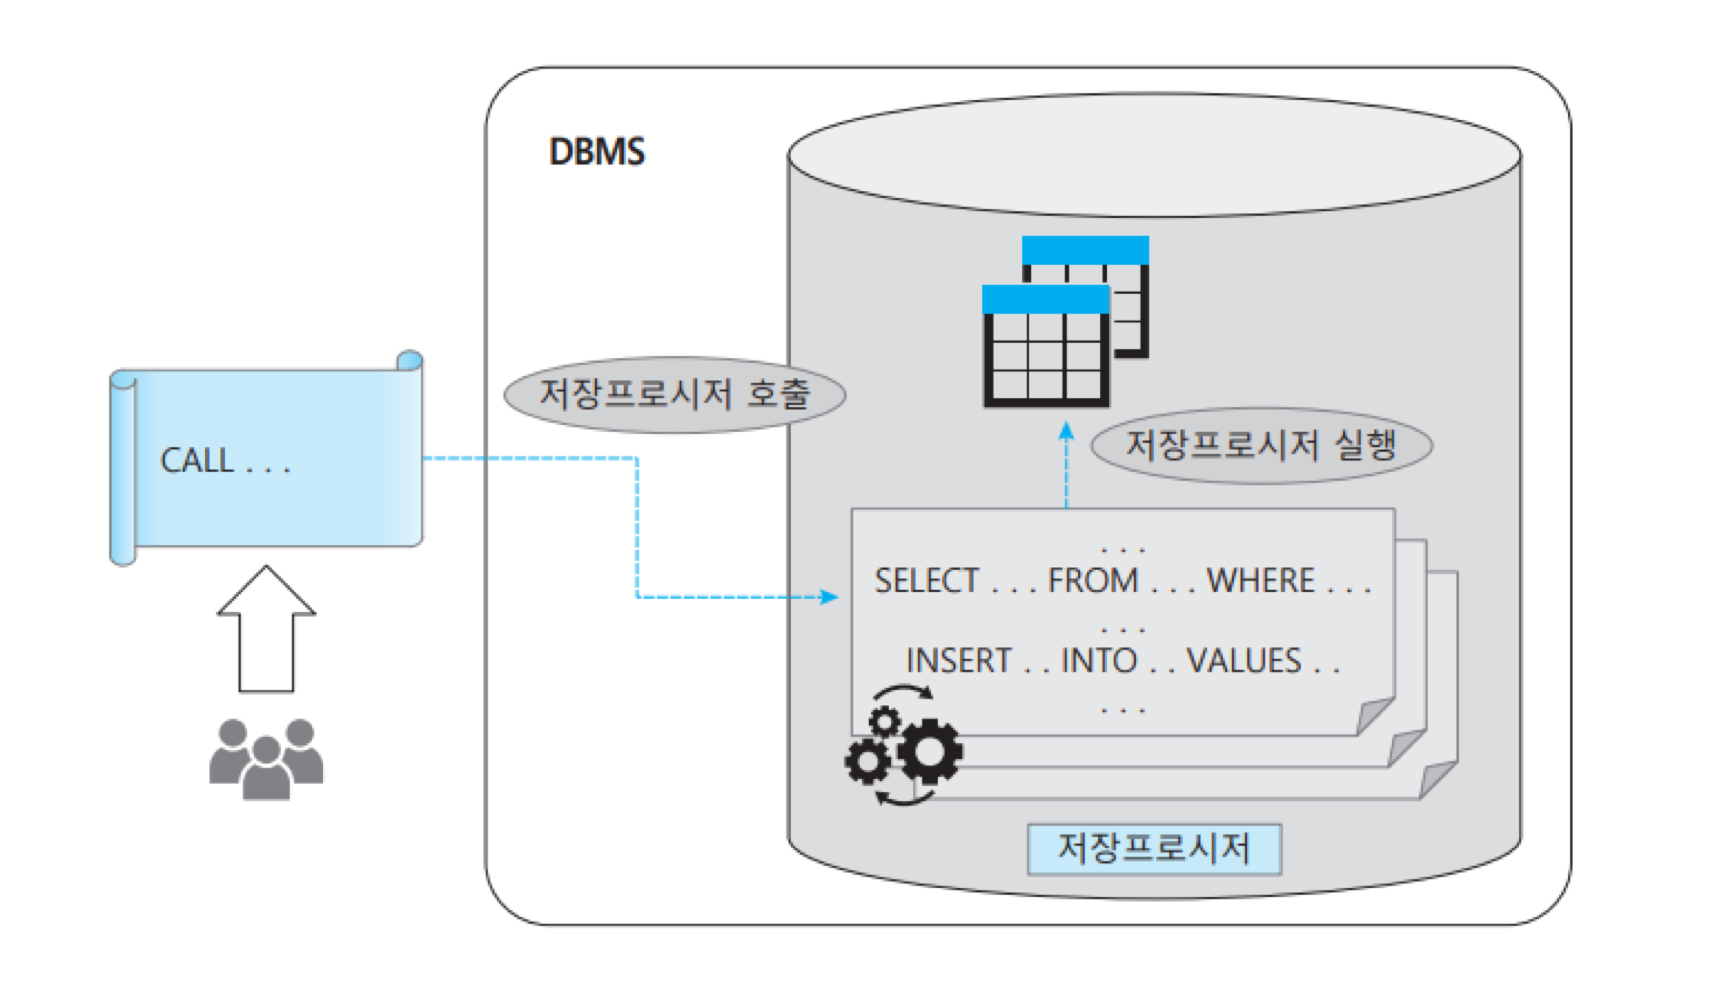 DBMS
저장프로시저 호출
CALL . . .
저장프로시저 실행
. . .
SELECT . . . FROM . . . WHERE . . .
. . .
INSERT . . INTO . . VALUES . .
. . .
저장프로시저